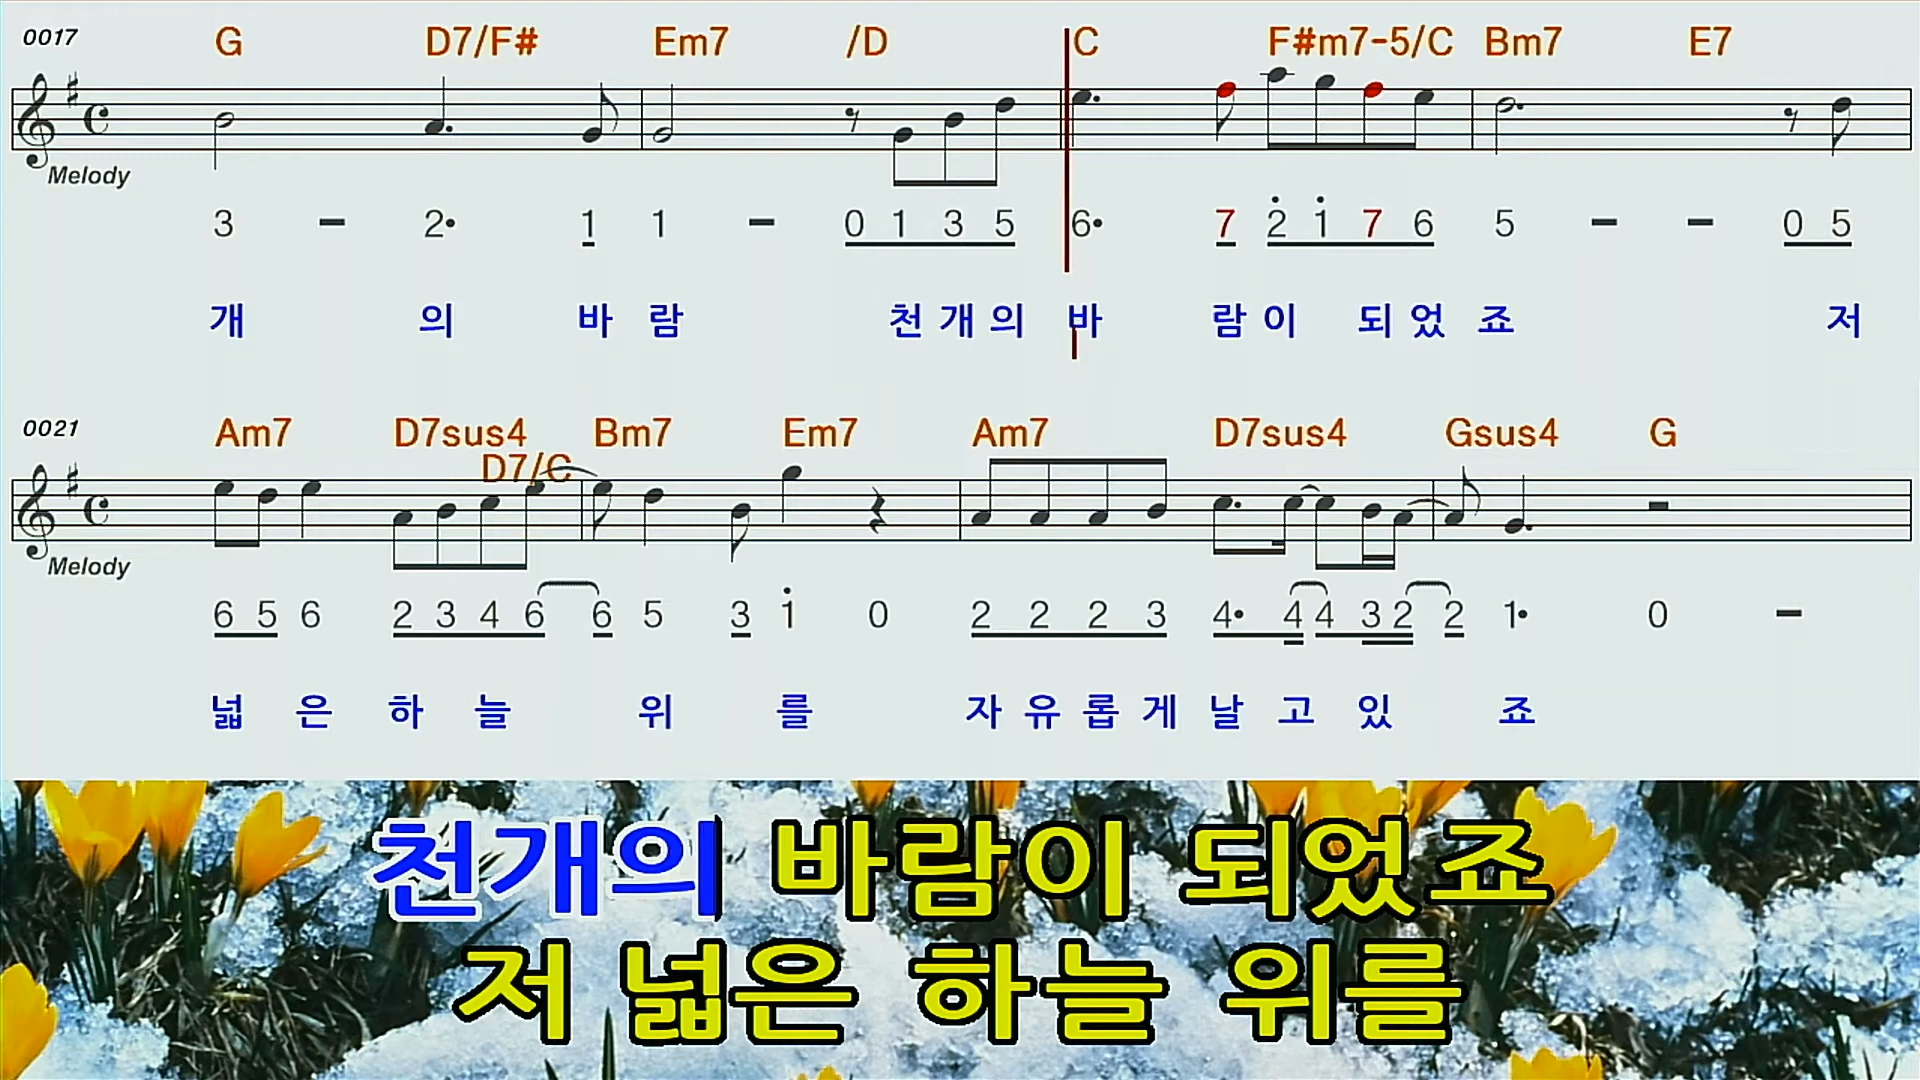 0017 G D7/F# Em7 /D C F#m7-5/C Bm7 E7
Melody
3 - 2• 1 1 - 0 1 3 5 6• 7 2 1 7 6 5 - - 0 5
개 의 바 람 천 개 의 바 람 이 되 었 죠 저
0021 Am7 D7sus4 Bm7 Em7 Am7 D7sus4 Gsus4 G
D7/C
Melody
6 5 6 2 3 4 6 6 5 3 1 0 2 2 2 3 4• 4 4 3 2 2 1• 0 -
넓 은 하 늘 위 를 자 유 롭 게 날 고 있 죠
천개의 바람이 되었죠
저 넓은 하늘 위를